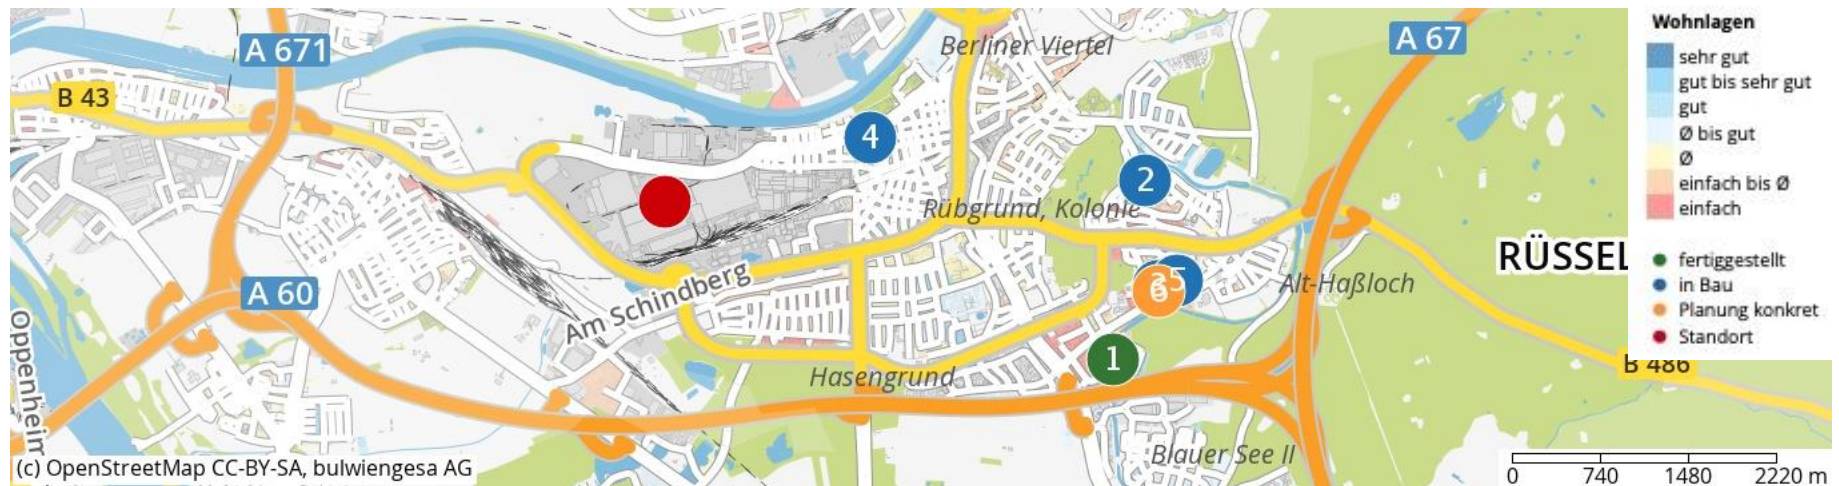 A 671
Berliner Viertel
A 67
B 43
4
2
Rübgrund, Kolonie
RÜSSEL
A 60
Am Schindberg
5
6
Alt-Haßloch
1
Hasengrund
B 486
Oppenheim
Blauer See II
(c) OpenStreetMap CC-BY-SA, bulwiengesa AG
Wohnlagen
sehr gut
gut bis sehr gut
gut
Ø bis gut
Ø
einfach bis Ø
einfach
fertiggestellt
in Bau
Planung konkret
Standort
0 740 1480 2220 m